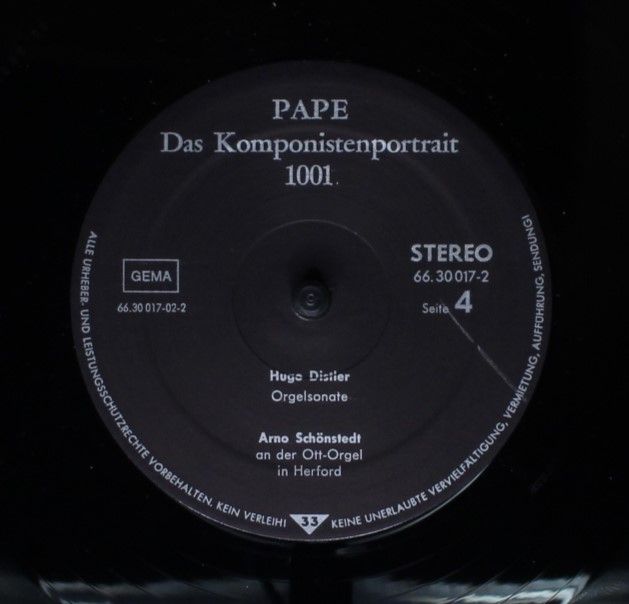 PAPE
Das Komponistenportrait
1001
GEMA
66.30 017-02-2
STEREO
66.30 017-2
Seite 4
Hugo Distler
Orgelsonate
Arno Schönstedt
an der Ott-Orgel
in Herford
ALLE URHEBER- UND LEISTUNGSSCHUTZRECHTE VORBEHALTEN. KEIN VERLEIH! 33 KEINE UNERLAUBTE VERVIELFÄLTIGUNG, VERMIETUNG, AUFFÜHRUNG, SENDUNG!